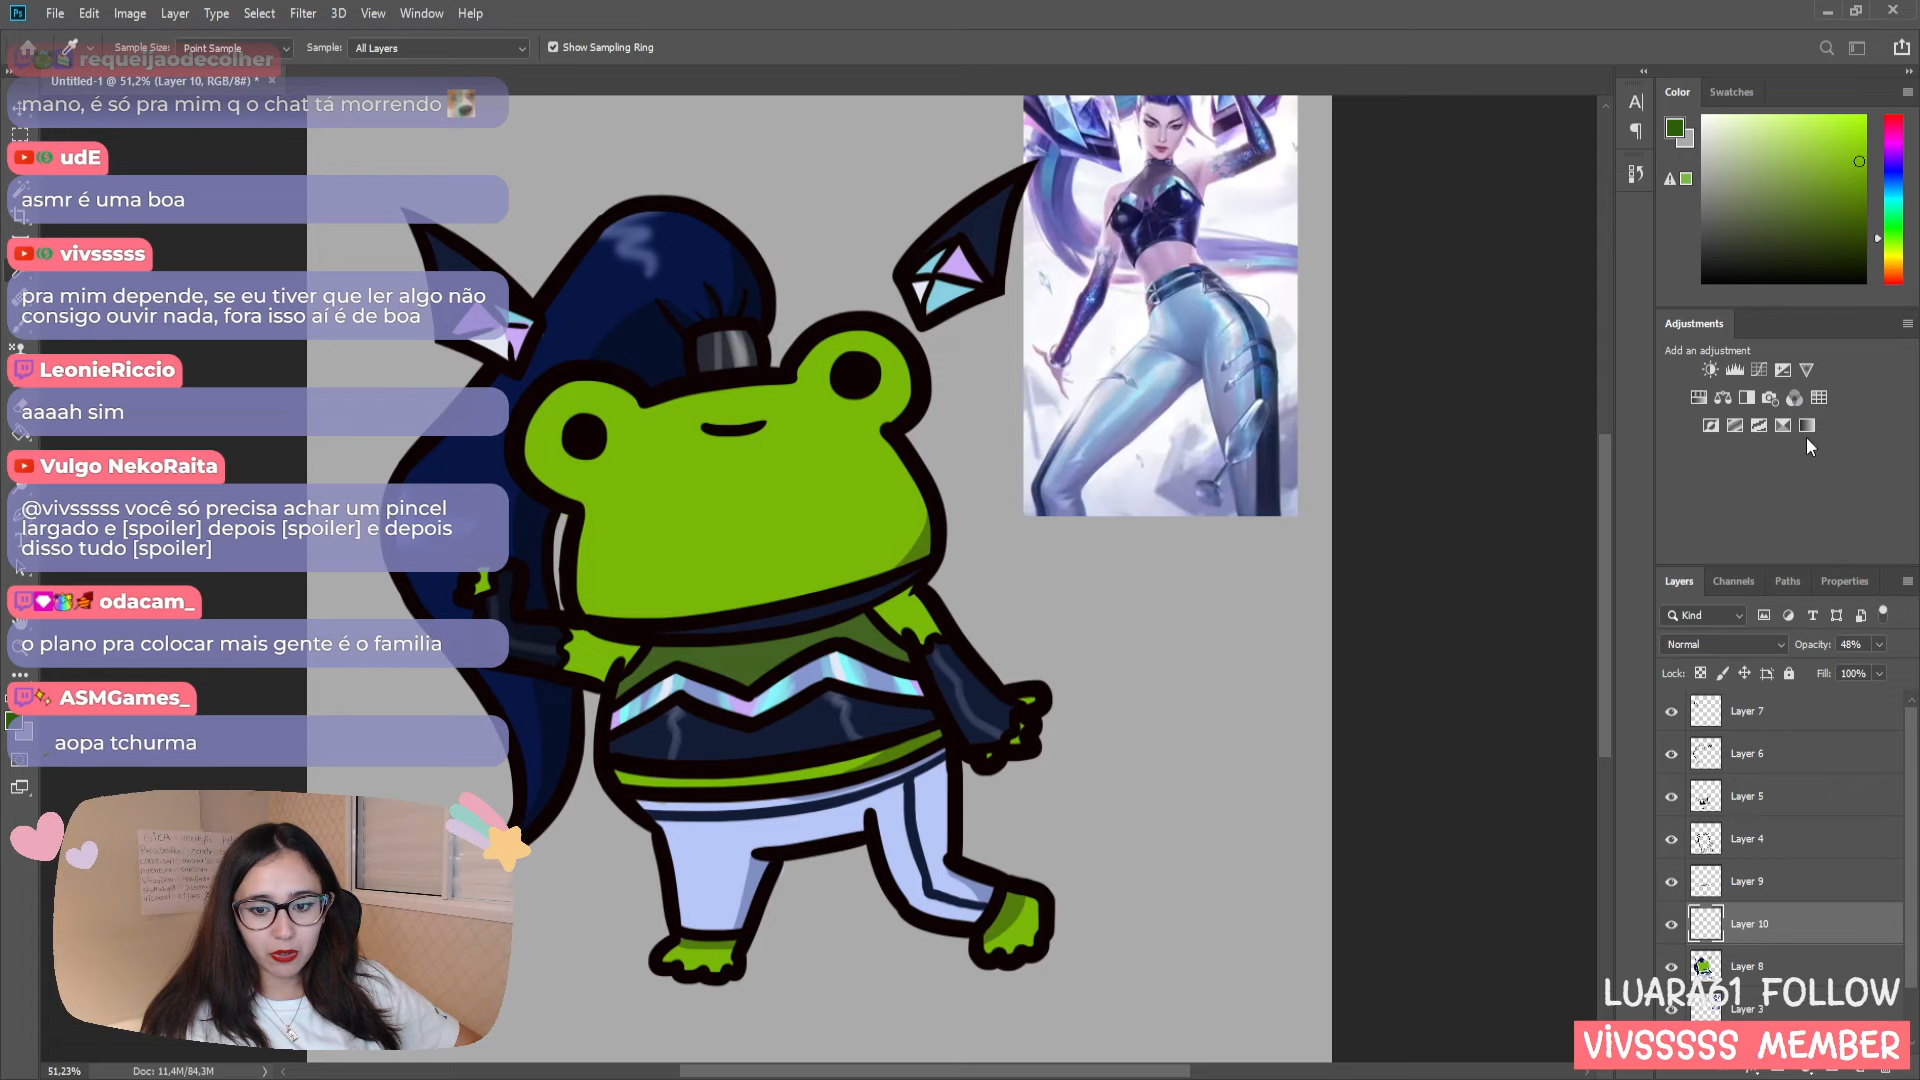 Ps File Edit Image Layer Type Select Filter 3D View Window Help
Sample Size: Point Sample Sample: All Layers Show Sampling Ring
Untitled-1 @ 51,2% (Layer 10, RGB/8#) *
requeijaodecolher
mano, é só pra mim q o chat tá morrendo
udE
asmr é uma boa
vivsssss
pra mim depende, se eu tiver que ler algo não
consigo ouvir nada, fora isso aí é de boa
LeonieRiccio
aaaah sim
Vulgo NekoRaita
@vivsssss você só precisa achar um pincel
largado e [spoiler] depois [spoiler] e depois
disso tudo [spoiler]
odacam_
o plano pra colocar mais gente é o familia
ASMGames_
aopa tchurma
51,23% Doc: 11,4M/84,3M
Color Swatches
Adjustments
Add an adjustment
Layers Channels Paths Properties
Kind
Normal Opacity: 48%
Lock: Fill: 100%
Layer 7
Layer 6
Layer 5
Layer 4
Layer 9
Layer 10
Layer 8
Layer 3
LUARA61 FOLLOW
VIVSSSSS MEMBER